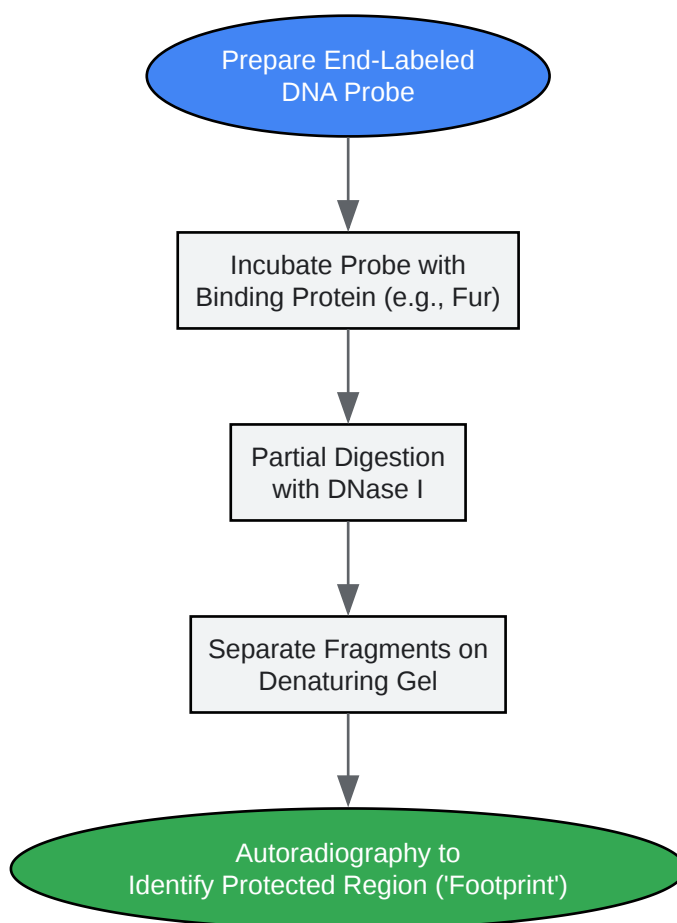 Prepare End-Labeled
DNA Probe
Incubate Probe with
Binding Protein (e.g., Fur)
Partial Digestion
with DNase I
Separate Fragments on
Denaturing Gel
Autoradiography to
Identify Protected Region ('Footprint')